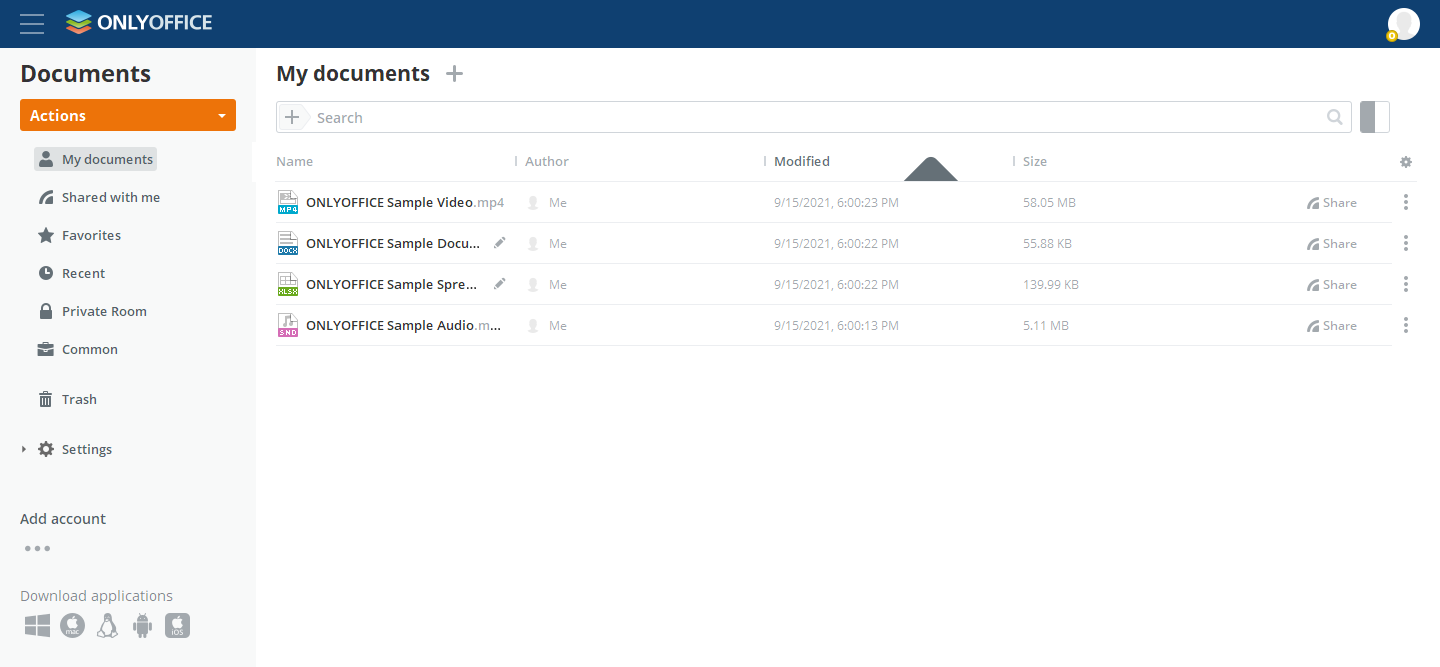 ONLYOFFICE
Documents
Actions
My documents
Shared with me
Favorites
Recent
Private Room
Common
Trash
Settings
Add account
Download applications
mac
iOS
My documents
Search
Name Author Modified Size
MP4 ONLYOFFICE Sample Video.mp4 Me 9/15/2021, 6:00:23 PM 58.05 MB Share
DOCX ONLYOFFICE Sample Docu... Me 9/15/2021, 6:00:22 PM 55.88 KB Share
XLSX ONLYOFFICE Sample Spre... Me 9/15/2021, 6:00:22 PM 139.99 KB Share
SND ONLYOFFICE Sample Audio.m... Me 9/15/2021, 6:00:13 PM 5.11 MB Share